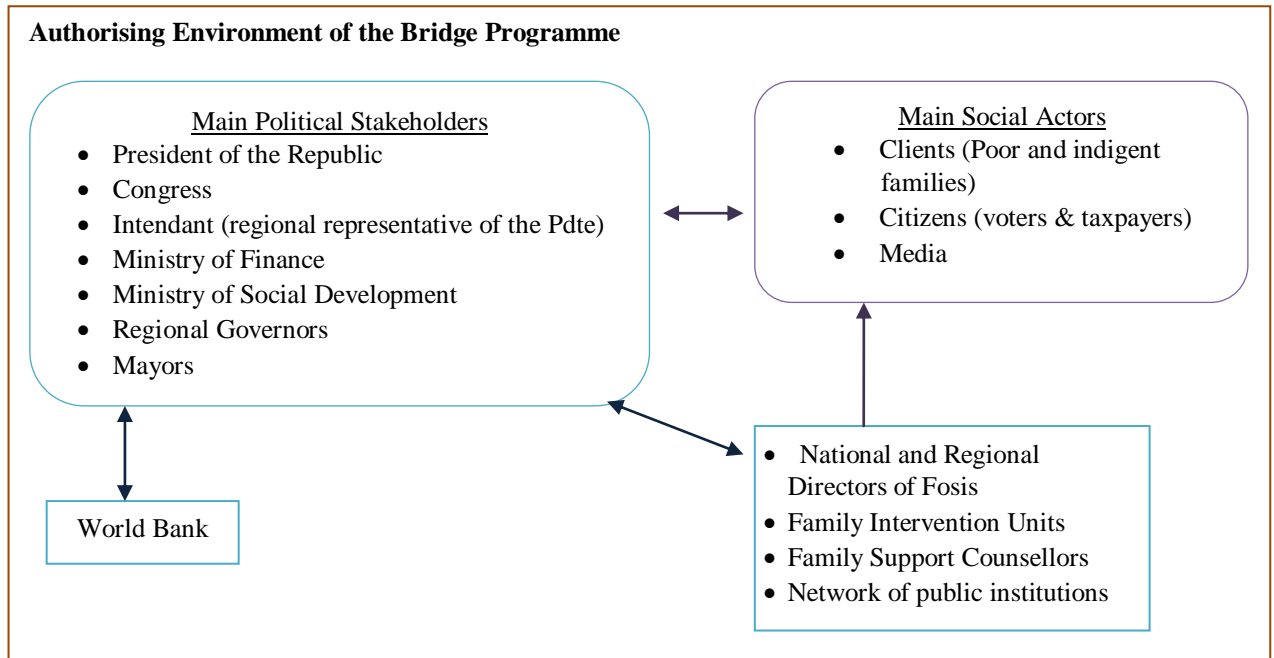 Authorising Environment of the Bridge Programme
Main Political Stakeholders
• President of the Republic
• Congress
• Intendant (regional representative of the Pdte)
• Ministry of Finance
• Ministry of Social Development
• Regional Governors
• Mayors
Main Social Actors
• Clients (Poor and indigent
families)
• Citizens (voters & taxpayers)
• Media
World Bank
• National and Regional
Directors of Fosis
• Family Intervention Units
• Family Support Counsellors
• Network of public institutions